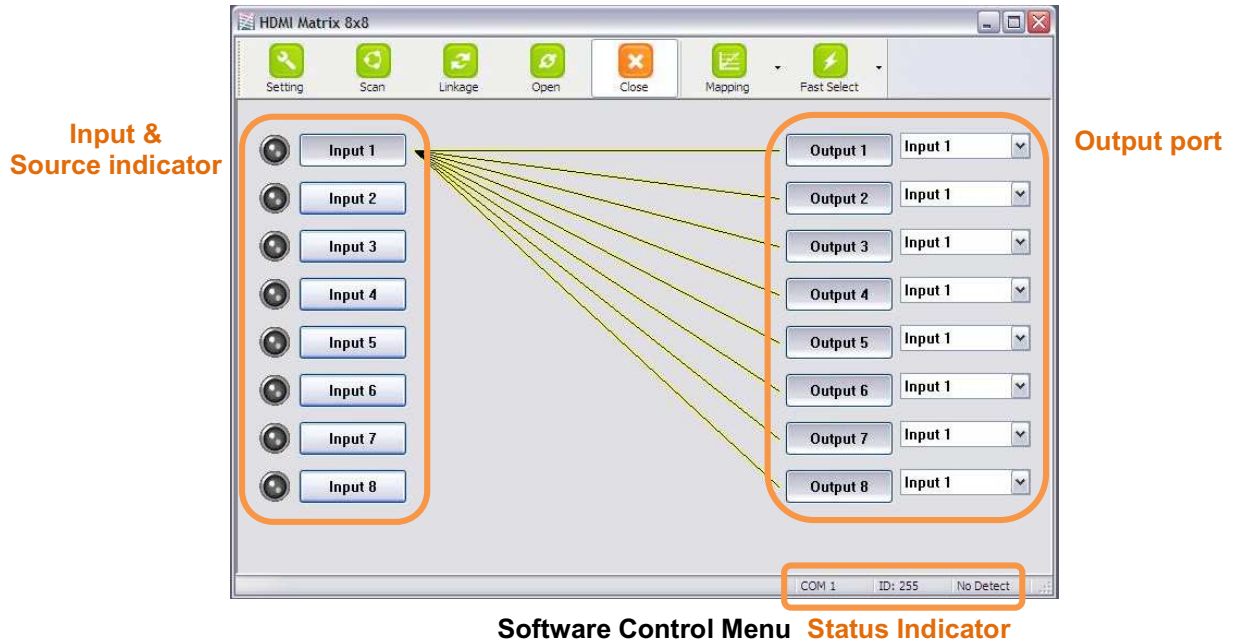 HDMI Matrix 8x8
Setting Scan Linkage Open Close Mapping Fast Select
Input &
Source indicator
Output port
Input 1 Output 1 Input 1
Input 2 Output 2 Input 1
Input 3 Output 3 Input 1
Input 4 Output 4 Input 1
Input 5 Output 5 Input 1
Input 6 Output 6 Input 1
Input 7 Output 7 Input 1
Input 8 Output 8 Input 1
COM 1 ID: 255 No Detect
Software Control Menu Status Indicator